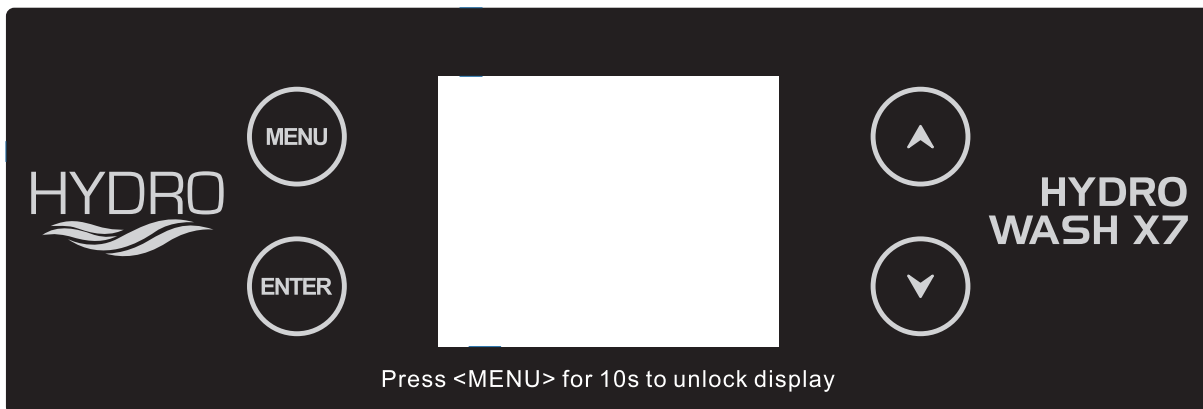 MENU
HYDRO
ENTER
HYDRO
WASH X7
Press <MENU> for 10s to unlock display